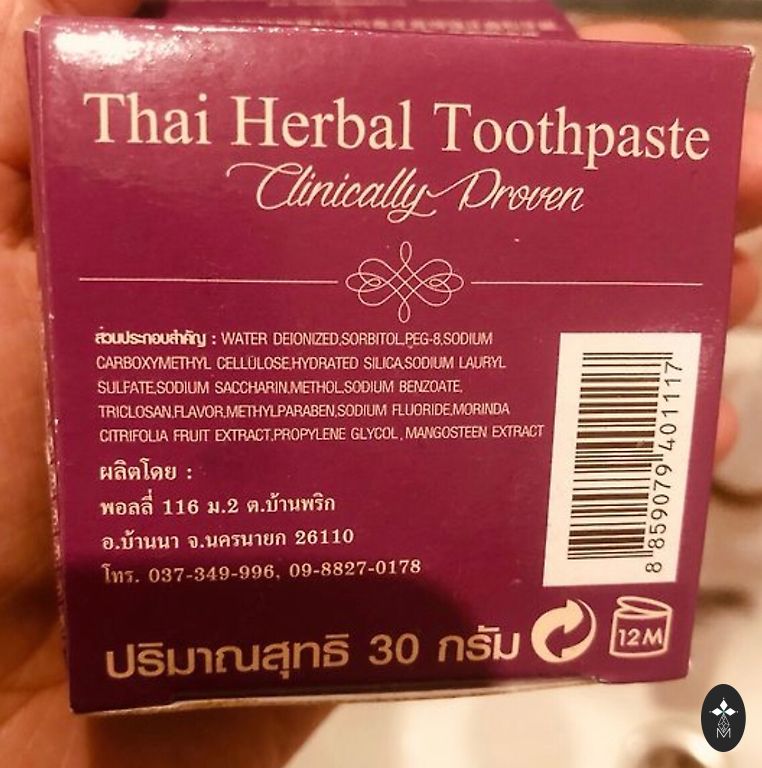 Thai Herbal Toothpaste
Clinically Proven
ส่วนประกอบสำคัญ : WATER DEIONIZED,SORBITOL,PEG-8,SODIUM
CARBOXYMETHYL CELLULOSE,HYDRATED SILICA,SODIUM LAURYL
SULFATE,SODIUM SACCHARIN,METHOL,SODIUM BENZOATE,
TRICLOSAN,FLAVOR,METHYLPARABEN,SODIUM FLUORIDE,MORINDA
CITRIFOLIA FRUIT EXTRACT,PROPYLENE GLYCOL, MANGOSTEEN EXTRACT
ผลิตโดย :
พอลลี่ 116 ม.2 ต.บ้านพริก
อ.บ้านนา จ.นครนายก 26110
โทร. 037-349-996, 09-8827-0178
ปริมาณสุทธิ 30 กรัม
12M
8 859079 401117
M